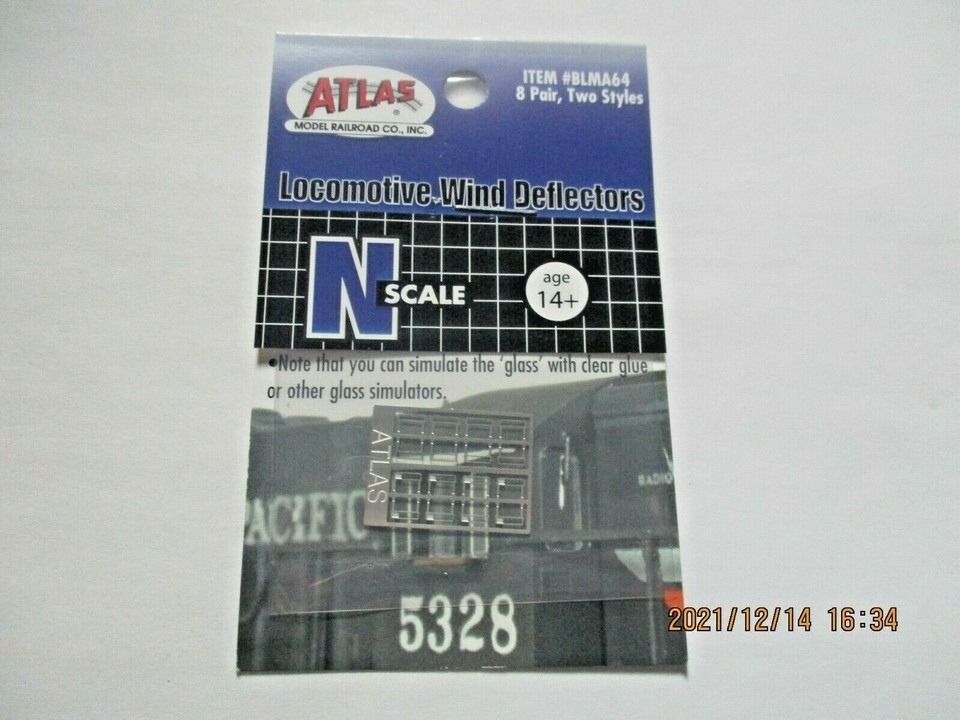 ATLAS
®
MODEL RAILROAD CO., INC.
ITEM #BLMA64
8 Pair, Two Styles
Locomotive Wind Deflectors
N SCALE
age
14+
•Note that you can simulate the ‘glass’ with clear glue
or other glass simulators.
ATLAS
RADIO
PACIFIC
5328
2021/12/14 16:34